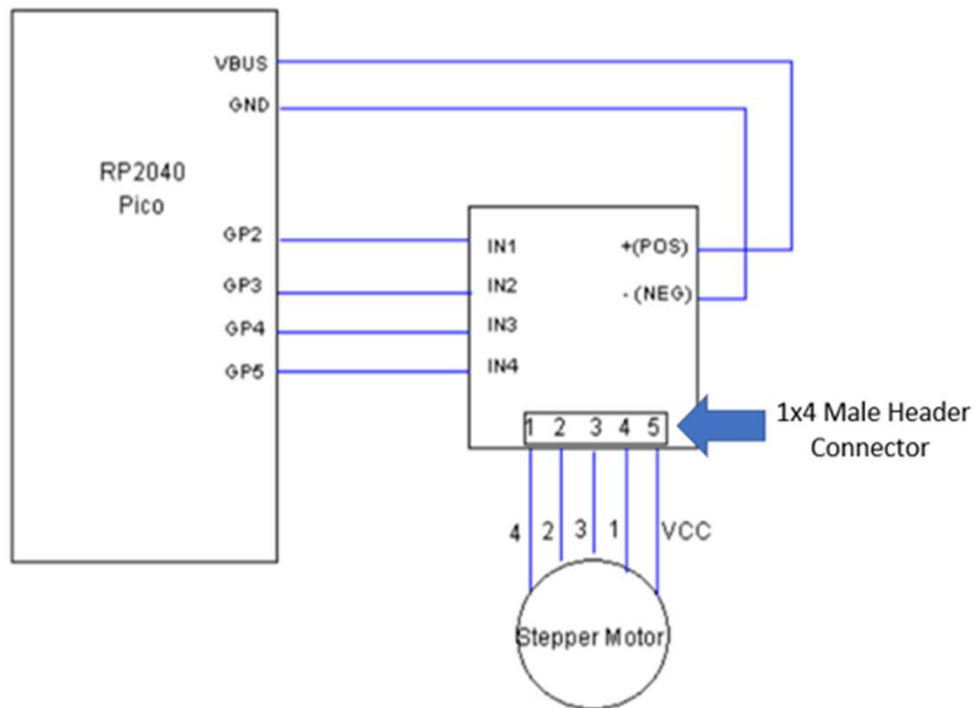 VBUS
GND
RP2040
Pico
GP2
GP3
GP4
GP5
IN1
IN2
IN3
IN4
+(POS)
- (NEG)
1 2 3 4 5
1x4 Male Header
Connector
4 2 3 1 VCC
Stepper Motor